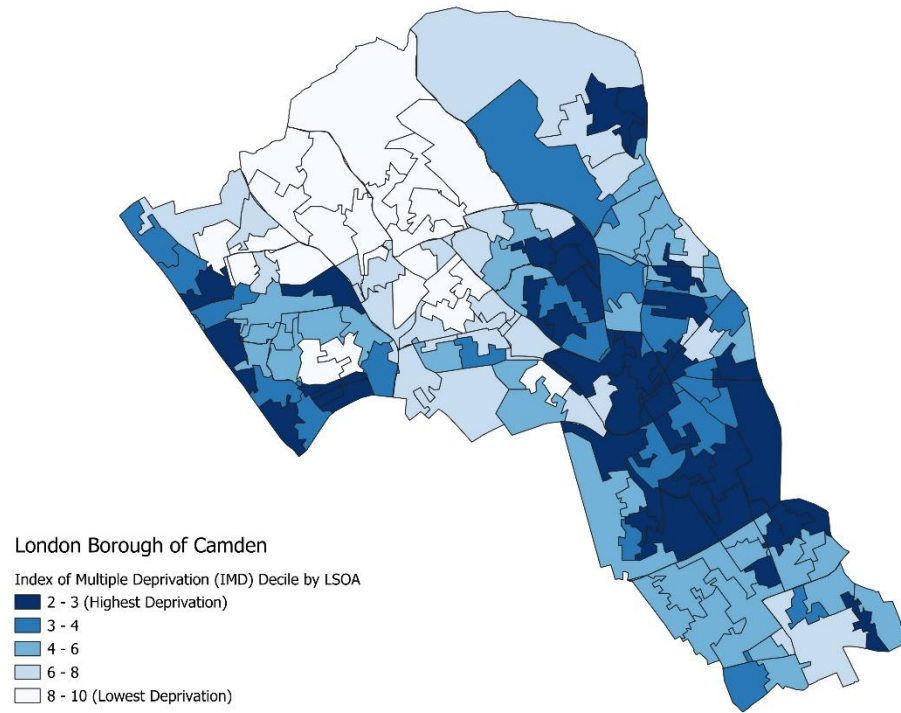 London Borough of Camden
Index of Multiple Deprivation (IMD) Decile by LSOA
2 - 3 (Highest Deprivation)
3 - 4
4 - 6
6 - 8
8 - 10 (Lowest Deprivation)